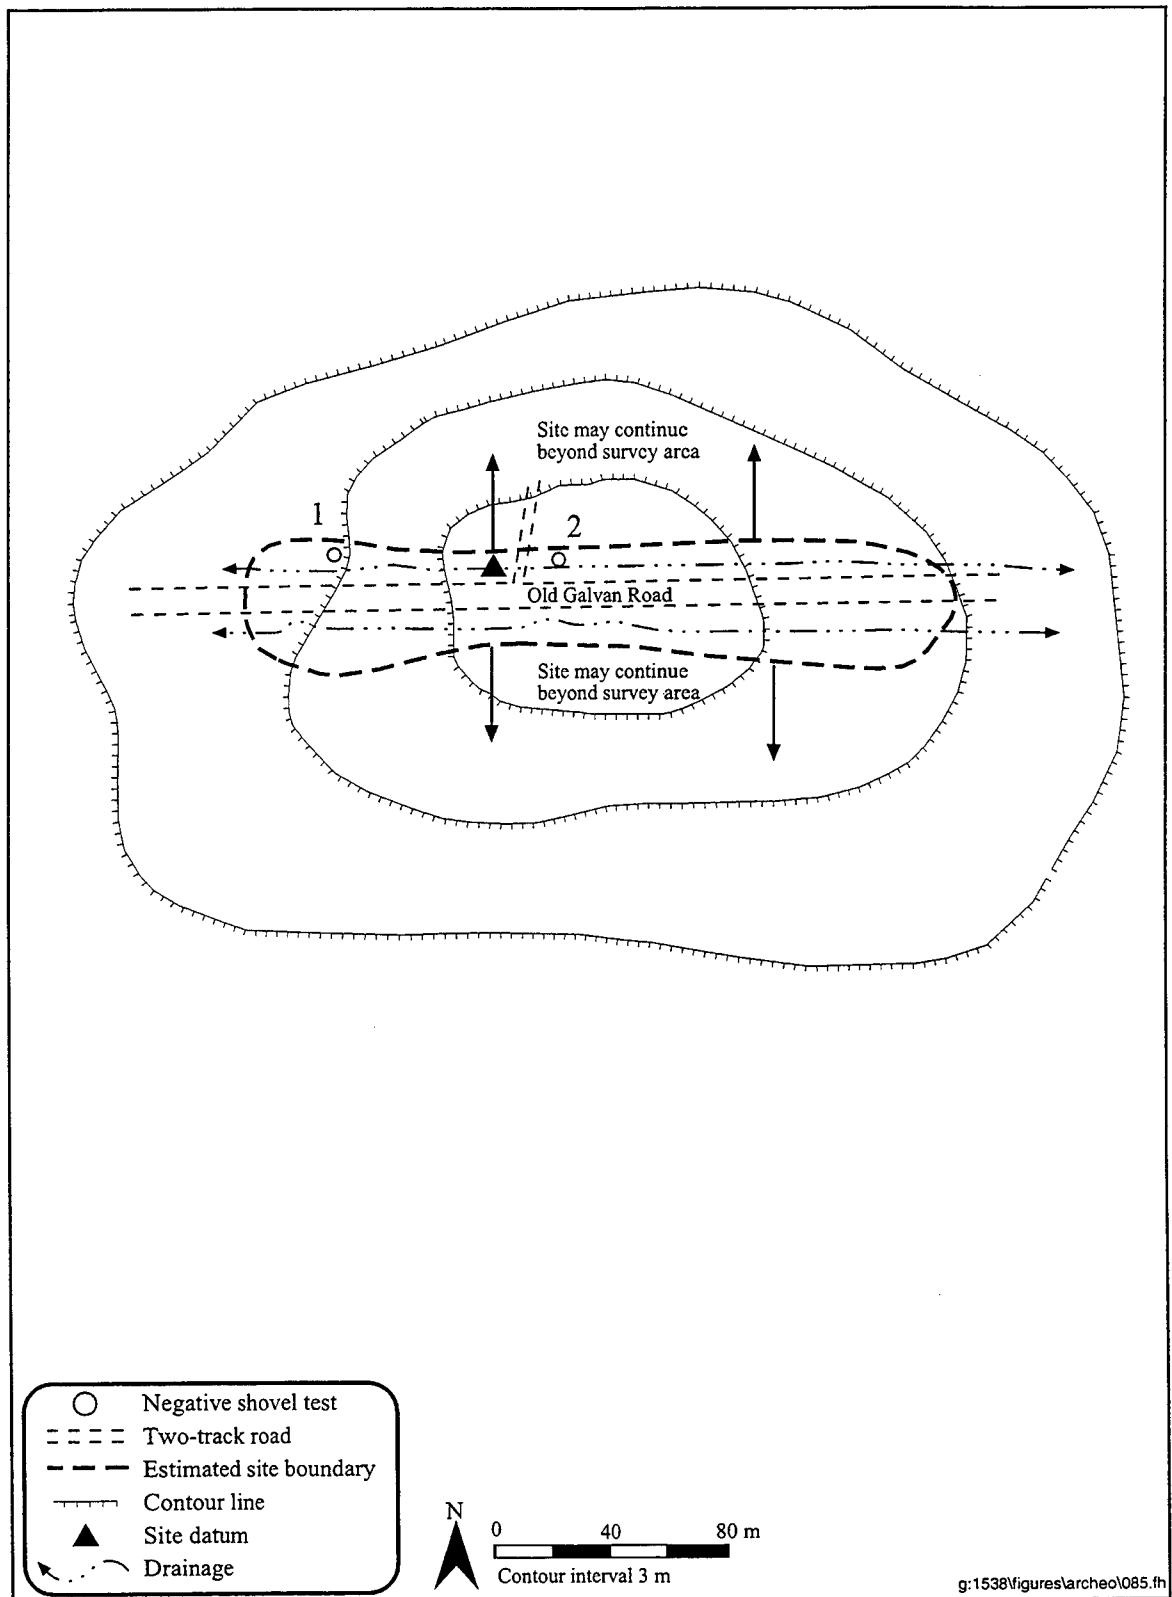 Site may continue
beyond survey area
1
2
Old Galvan Road
Site may continue
beyond survey area
Negative shovel test
Two-track road
Estimated site boundary
Contour line
Site datum
Drainage
N
0 40 80 m
Contour interval 3 m
g:1538\figures\archeo\085.fh